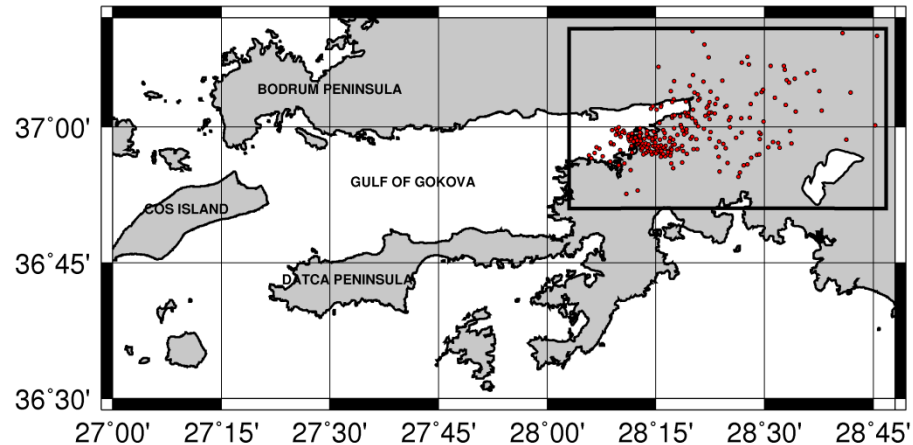 BODRUM PENINSULA
37°00'
GULF OF GOKOVA
COS ISLAND
36°45'
DATCA PENINSULA
36°30'
27°00' 27°15' 27°30' 27°45' 28°00' 28°15' 28°30' 28°45'